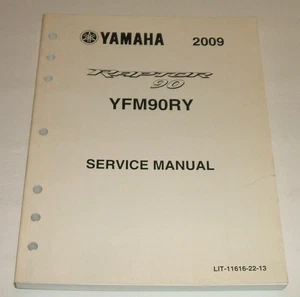 YAMAHA 2009
RAPTOR
90
YFM90RY
SERVICE MANUAL
LIT-11616-22-13